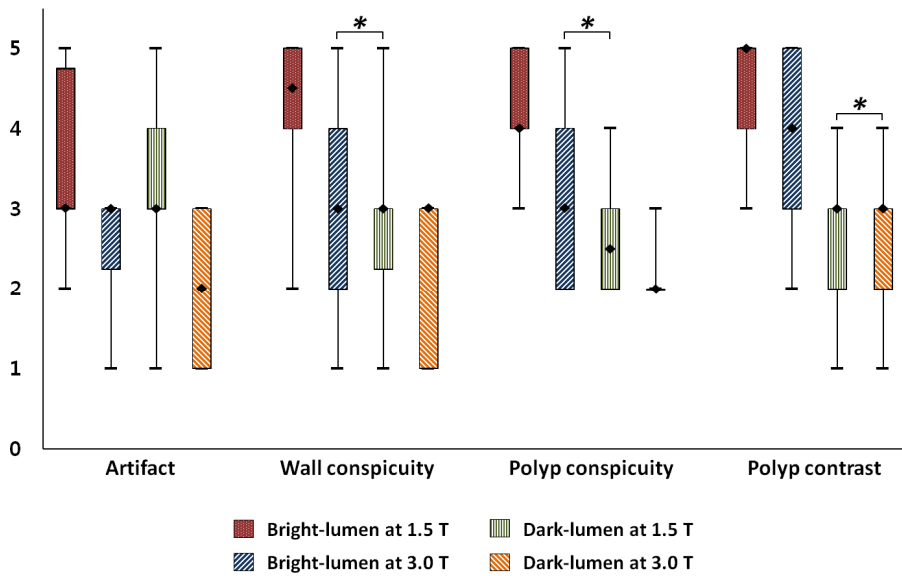 5
4
3
2
1
0
*
*
*
Artifact
Wall conspicuity
Polyp conspicuity
Polyp contrast
Bright-lumen at 1.5 T
Dark-lumen at 1.5 T
Bright-lumen at 3.0 T
Dark-lumen at 3.0 T